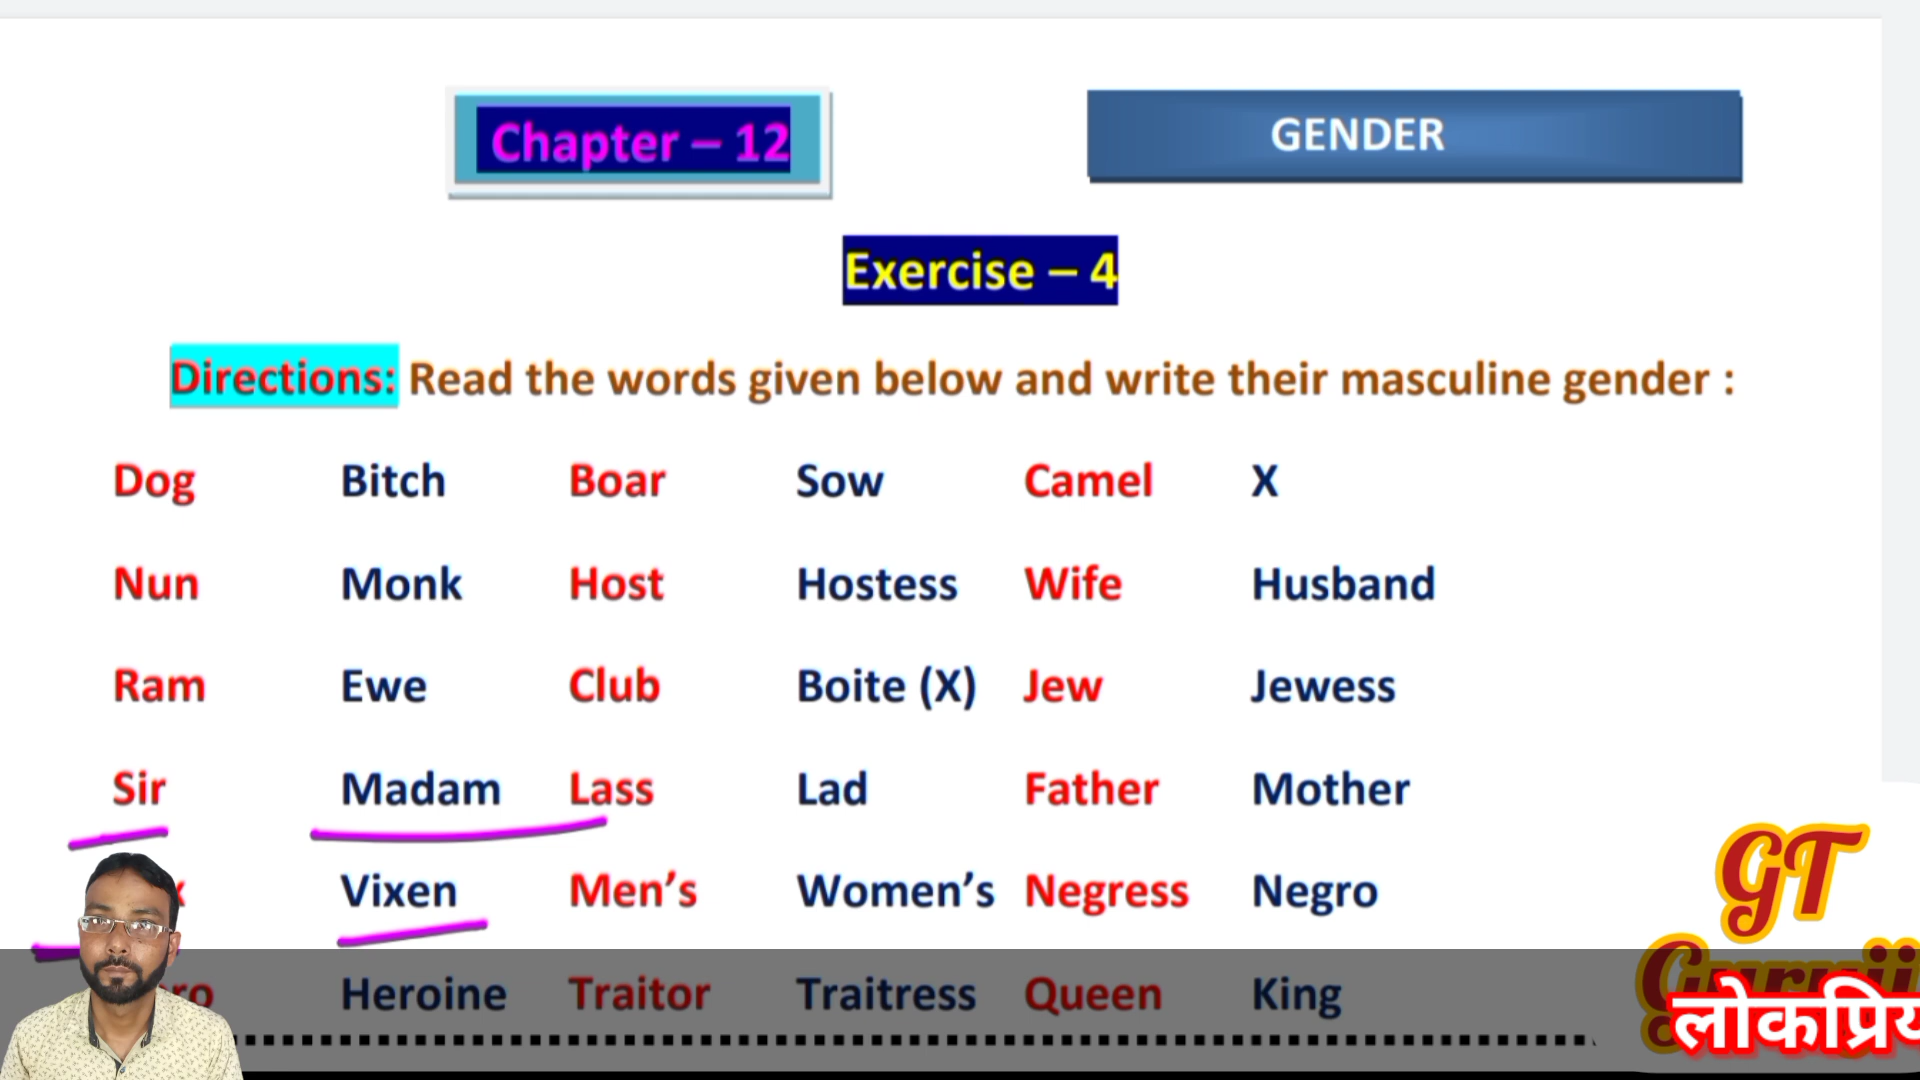 Chapter – 12 GENDER
Exercise – 4
Directions: Read the words given below and write their masculine gender :
Dog Bitch Boar Sow Camel X
Nun Monk Host Hostess Wife Husband
Ram Ewe Club Boite (X) Jew Jewess
Sir Madam Lass Lad Father Mother
Vixen Men’s Women’s Negress Negro
Heroine Traitor Traitress Queen King
GT